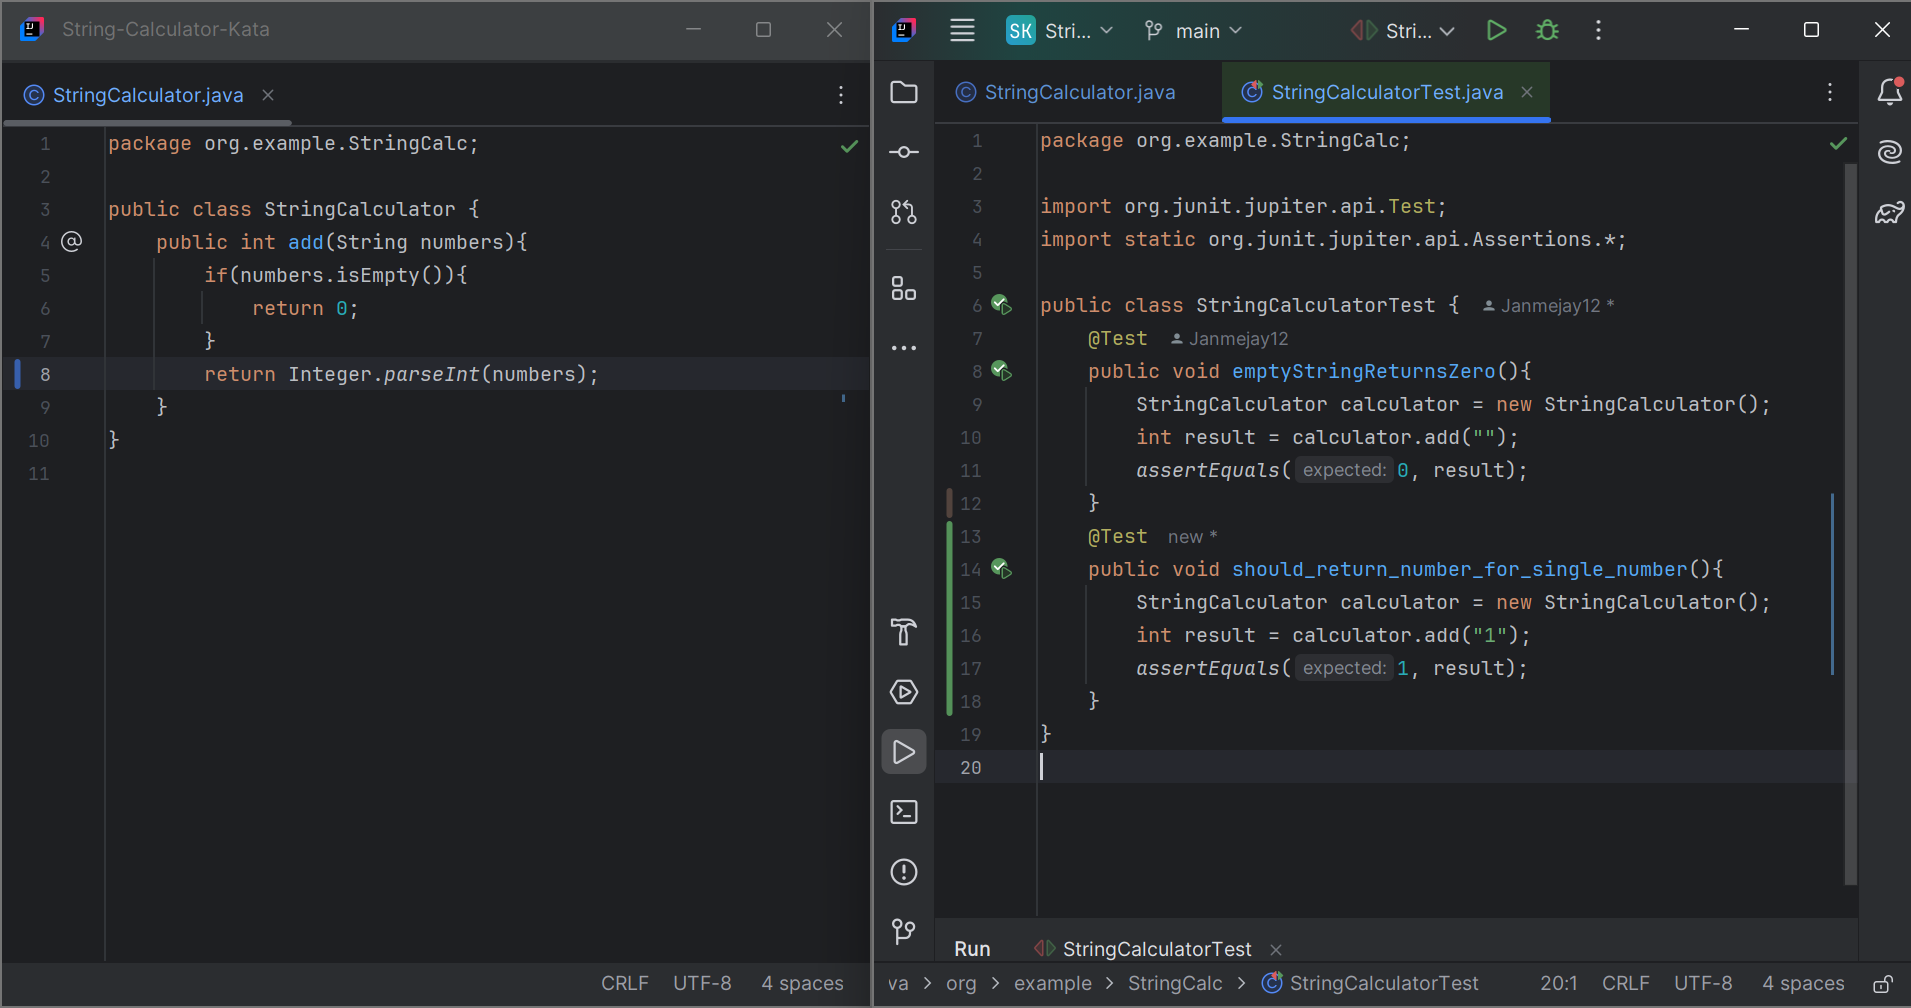 String-Calculator-Kata
StringCalculator.java
1 package org.example.StringCalc;
2
3 public class StringCalculator {
4 @ public int add(String numbers){
5 if(numbers.isEmpty()){
6 return 0;
7 }
8 return Integer.parseInt(numbers);
9 }
10 }
11
CRLF UTF-8 4 spaces
SK Stri... main Stri...
StringCalculator.java StringCalculatorTest.java
1 package org.example.StringCalc;
2
3 import org.junit.jupiter.api.Test;
4 import static org.junit.jupiter.api.Assertions.*;
5
6 public class StringCalculatorTest { Janmejay12 *
7 @Test Janmejay12
8 public void emptyStringReturnsZero(){
9 StringCalculator calculator = new StringCalculator();
10 int result = calculator.add("");
11 assertEquals( expected: 0, result);
12 }
13 @Test new *
14 public void should_return_number_for_single_number(){
15 StringCalculator calculator = new StringCalculator();
16 int result = calculator.add("1");
17 assertEquals( expected: 1, result);
18 }
19 }
20
Run StringCalculatorTest
va > org > example > StringCalc > StringCalculatorTest 20:1 CRLF UTF-8 4 spaces